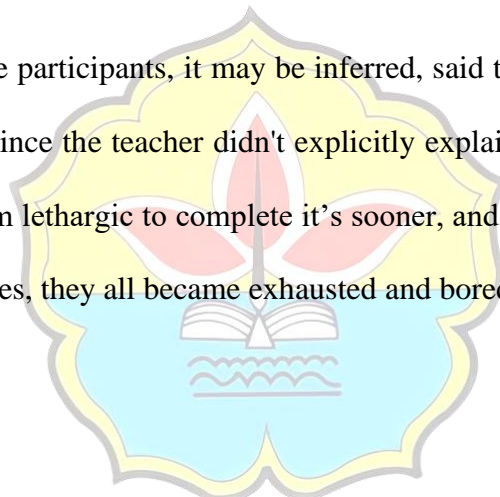 e participants, it may be inferred, said t
ince the teacher didn't explicitly explai
m lethargic to complete it’s sooner, and
es, they all became exhausted and bored